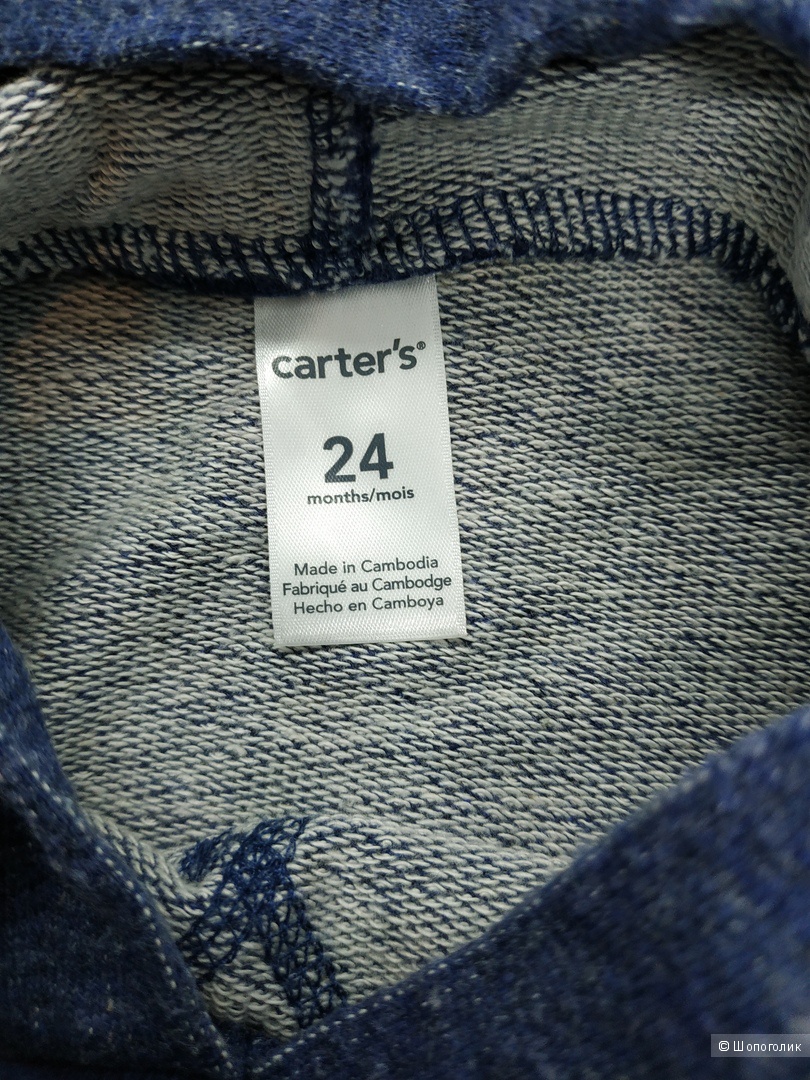 carter's®
24
months/mois
Made in Cambodia
Fabriqué au Cambodge
Hecho en Camboya
© Шопоголик